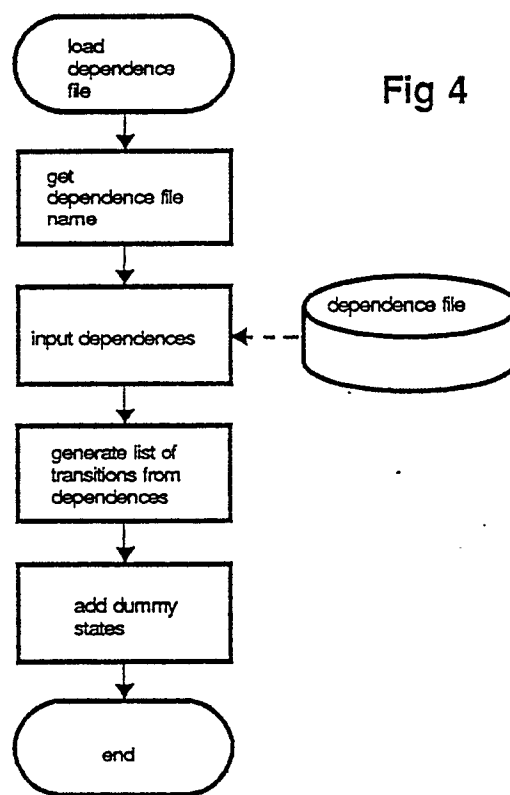 load
dependence
file
Fig 4
get
dependence file
name
input dependences
dependence file
generate list of
transitions from
dependences
add dummy
states
end